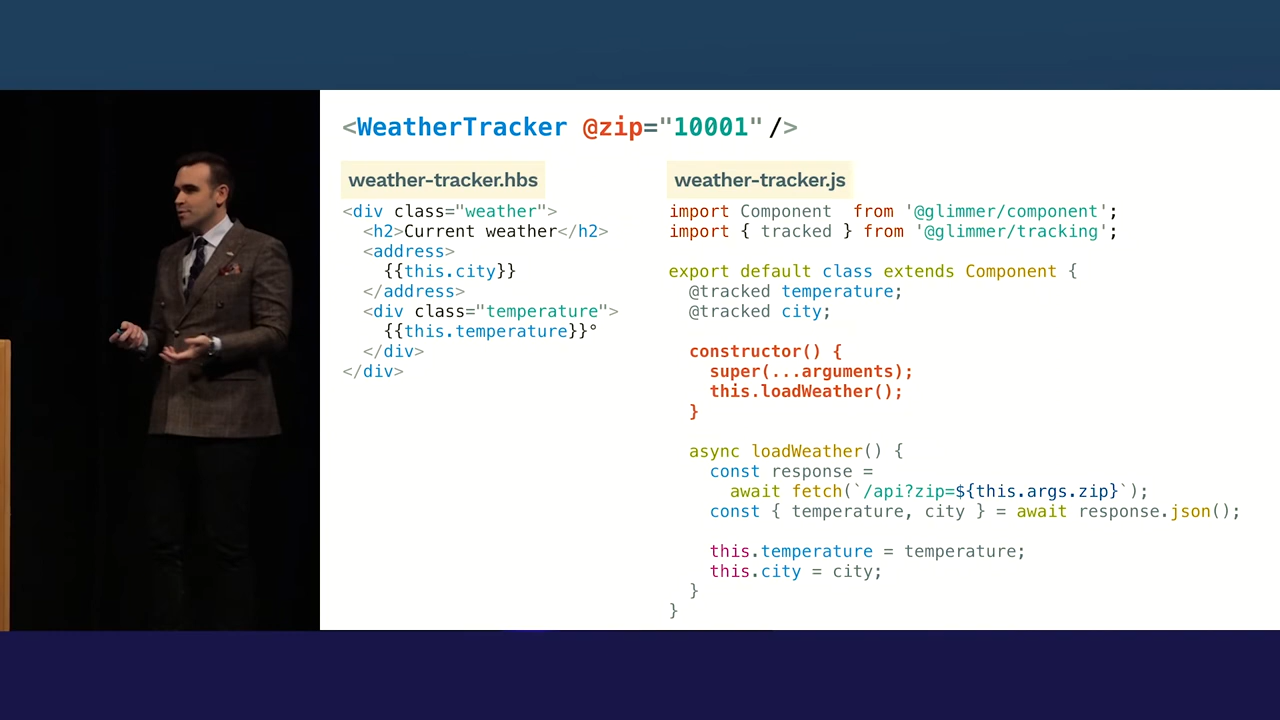 <WeatherTracker @zip="10001" />
weather-tracker.hbs
<div class="weather">
  <h2>Current weather</h2>
  <address>
    {{this.city}}
  </address>
  <div class="temperature">
    {{this.temperature}}°
  </div>
</div>
weather-tracker.js
import Component  from '@glimmer/component';
import { tracked } from '@glimmer/tracking';
export default class extends Component {
  @tracked temperature;
  @tracked city;
  constructor() {
    super(...arguments);
    this.loadWeather();
  }
  async loadWeather() {
    const response =
      await fetch(`/api?zip=${this.args.zip}`);
    const { temperature, city } = await response.json();
    this.temperature = temperature;
    this.city = city;
  }
}